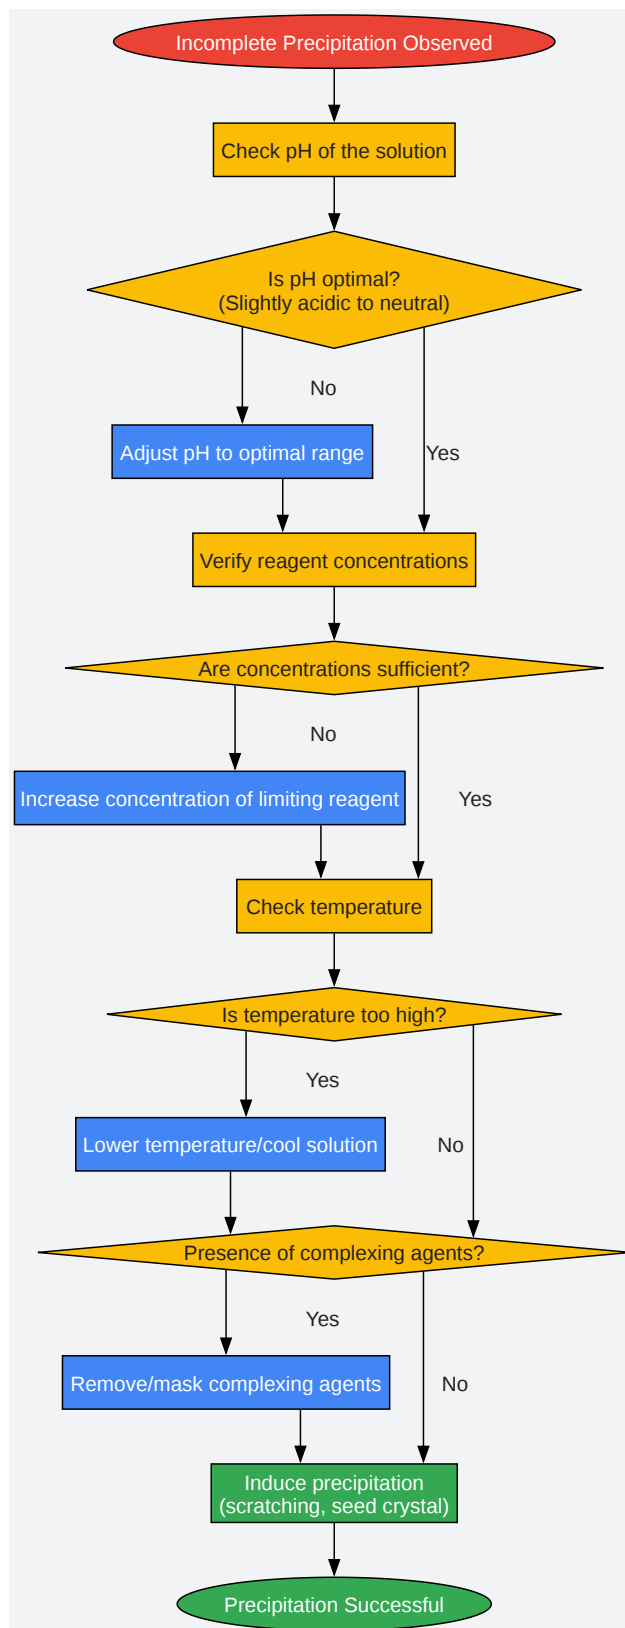 Incomplete Precipitation Observed
Check pH of the solution
Is pH optimal?
(Slightly acidic to neutral)
No
Adjust pH to optimal range
Yes
Verify reagent concentrations
Are concentrations sufficient?
No
Increase concentration of limiting reagent
Yes
Check temperature
Is temperature too high?
Yes
Lower temperature/cool solution
No
Presence of complexing agents?
Yes
Remove/mask complexing agents
No
Induce precipitation
(scratching, seed crystal)
Precipitation Successful